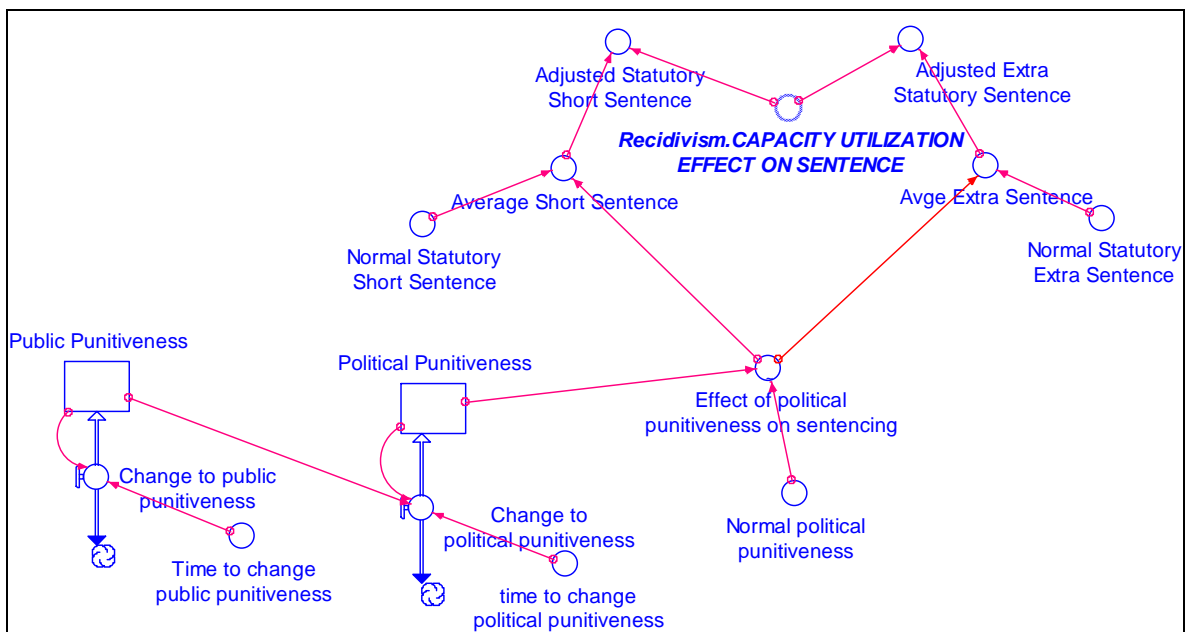 Adjusted Statutory
Short Sentence
Adjusted Extra
Statutory Sentence
Recidivism.CAPACITY UTILIZATION
EFFECT ON SENTENCE
Average Short Sentence
Avge Extra Sentence
Normal Statutory
Short Sentence
Normal Statutory
Extra Sentence
Public Punitiveness
Political Punitiveness
Effect of political
punitiveness on sentencing
Change to public
punitiveness
Change to
political punitiveness
Normal political
punitiveness
Time to change
public punitiveness
time to change
political punitiveness